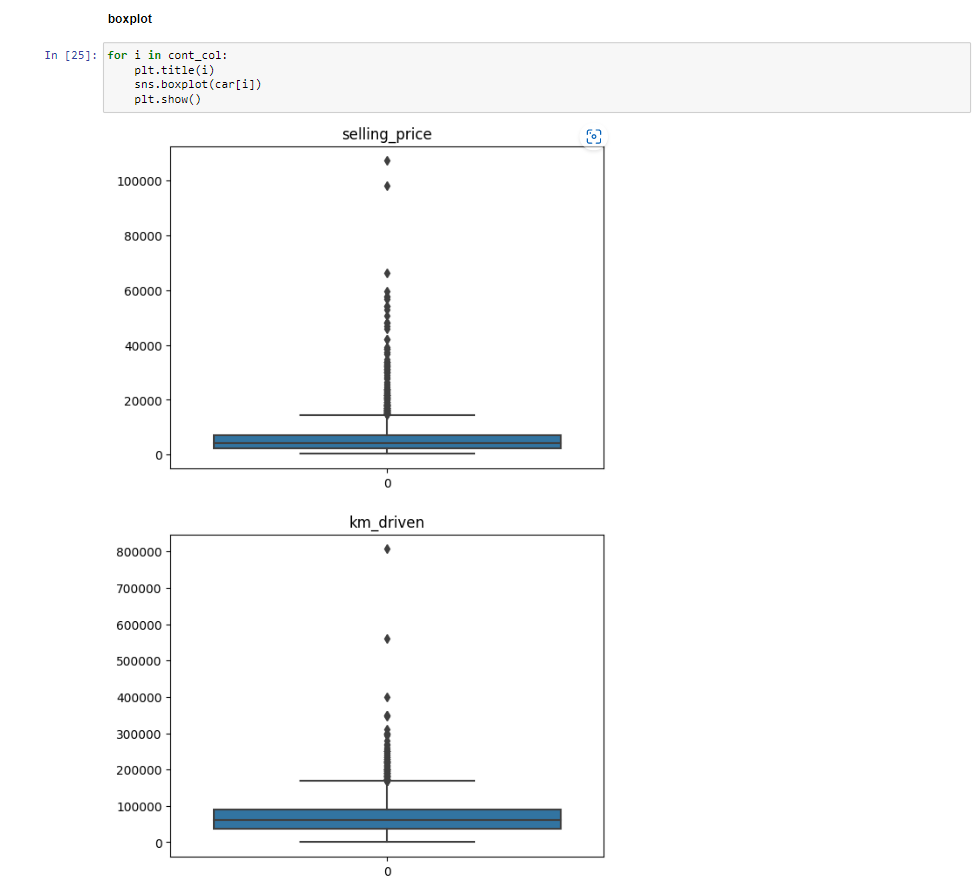 boxplot
In [25]: for i in cont_col:
    plt.title(i)
    sns.boxplot(car[i])
    plt.show()
selling_price
100000
80000
60000
40000
20000
0
0
km_driven
800000
700000
600000
500000
400000
300000
200000
100000
0
0